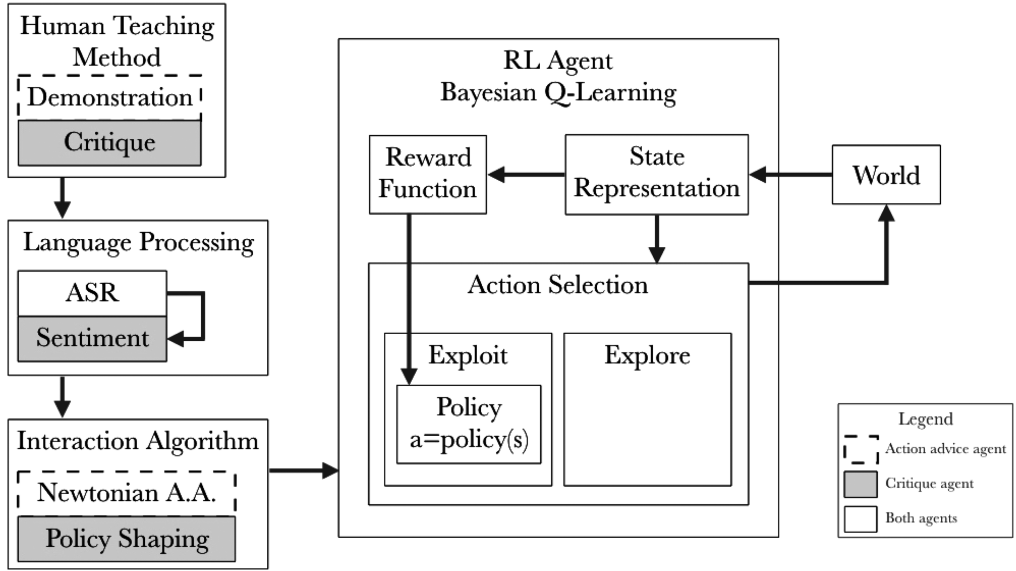 Human Teaching
Method
Demonstration
Critique
Language Processing
ASR
Sentiment
Interaction Algorithm
Newtonian A.A.
Policy Shaping
RL Agent
Bayesian Q-Learning
Reward
Function
State
Representation
World
Action Selection
Exploit
Policy
a=policy(s)
Explore
Legend
Action advice agent
Critique agent
Both agents